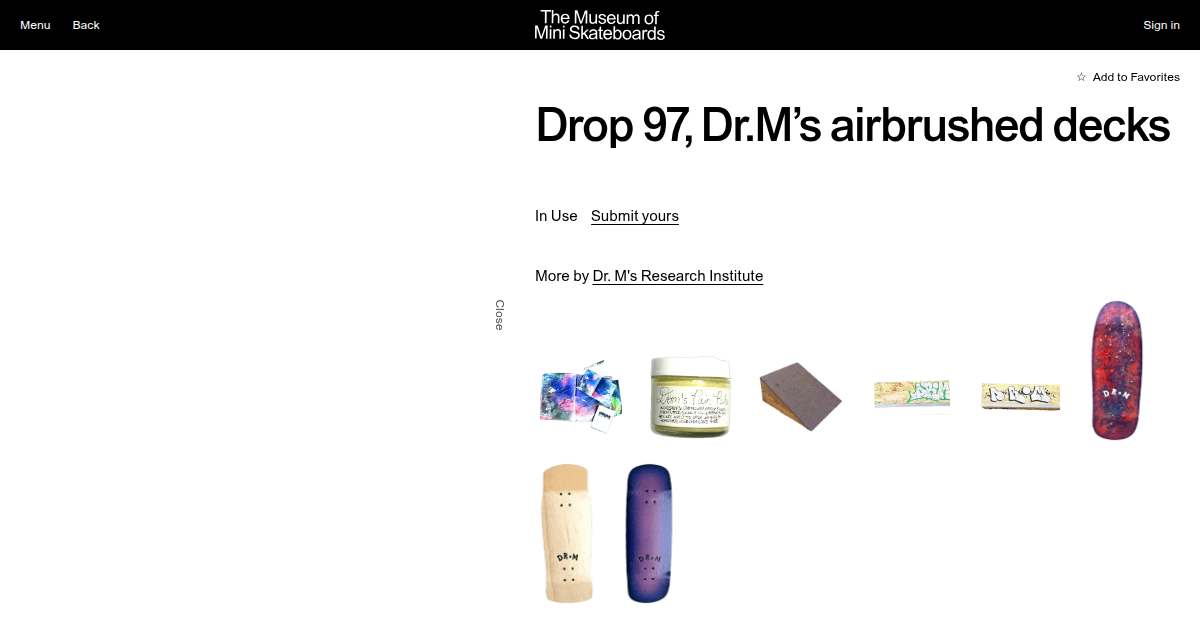 Menu
Back
The Museum of
Mini Skateboards
Sign in
☆ Add to Favorites
Drop 97, Dr.M’s airbrushed decks
In Use
Submit yours
More by Dr. M's Research Institute
Close
DR•M
DR•M
DR•M